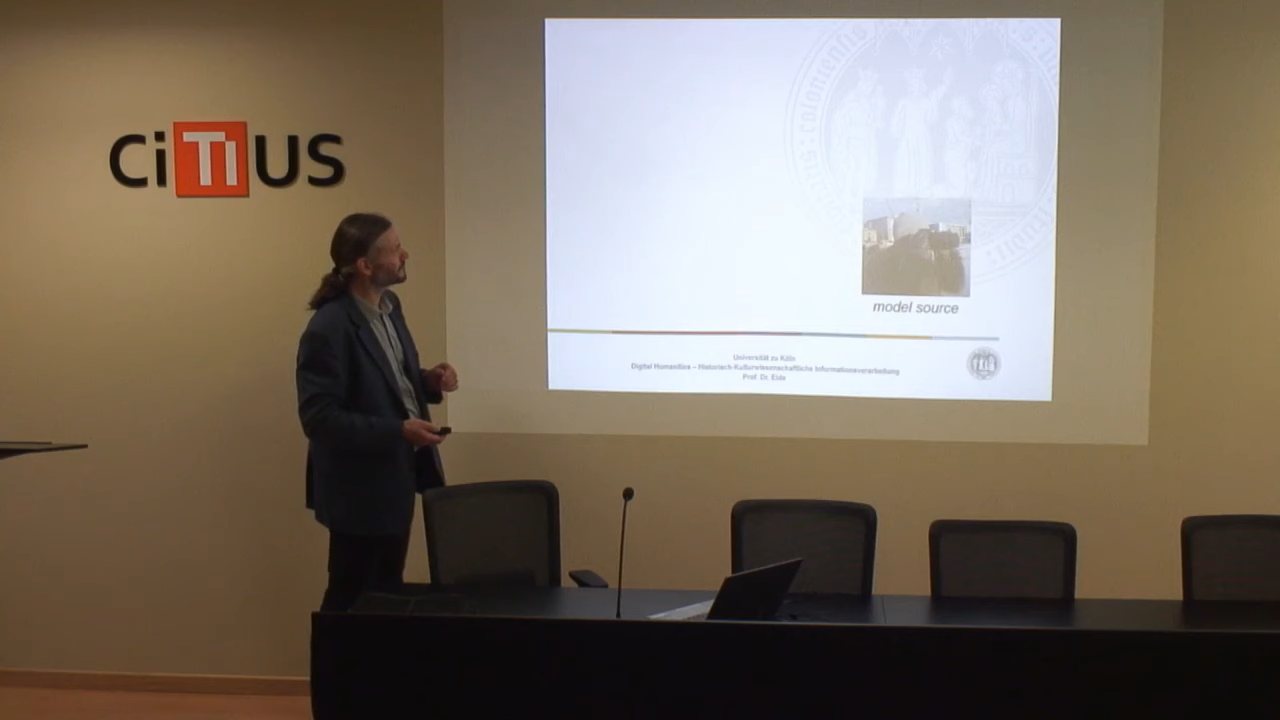 CiTIUS
model source
Universität zu Köln
Digital Humanities – Historisch-Kulturwissenschaftliche Informationsverarbeitung
Prof. Dr. Eide